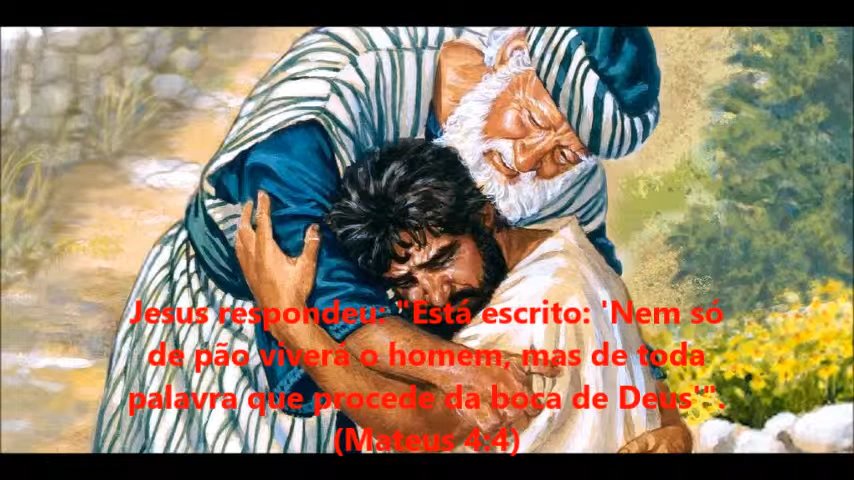 Jesus respondeu: "Está escrito: 'Nem só
de pão viverá o homem, mas de toda
palavra que procede da boca de Deus'".
(Mateus 4:4)